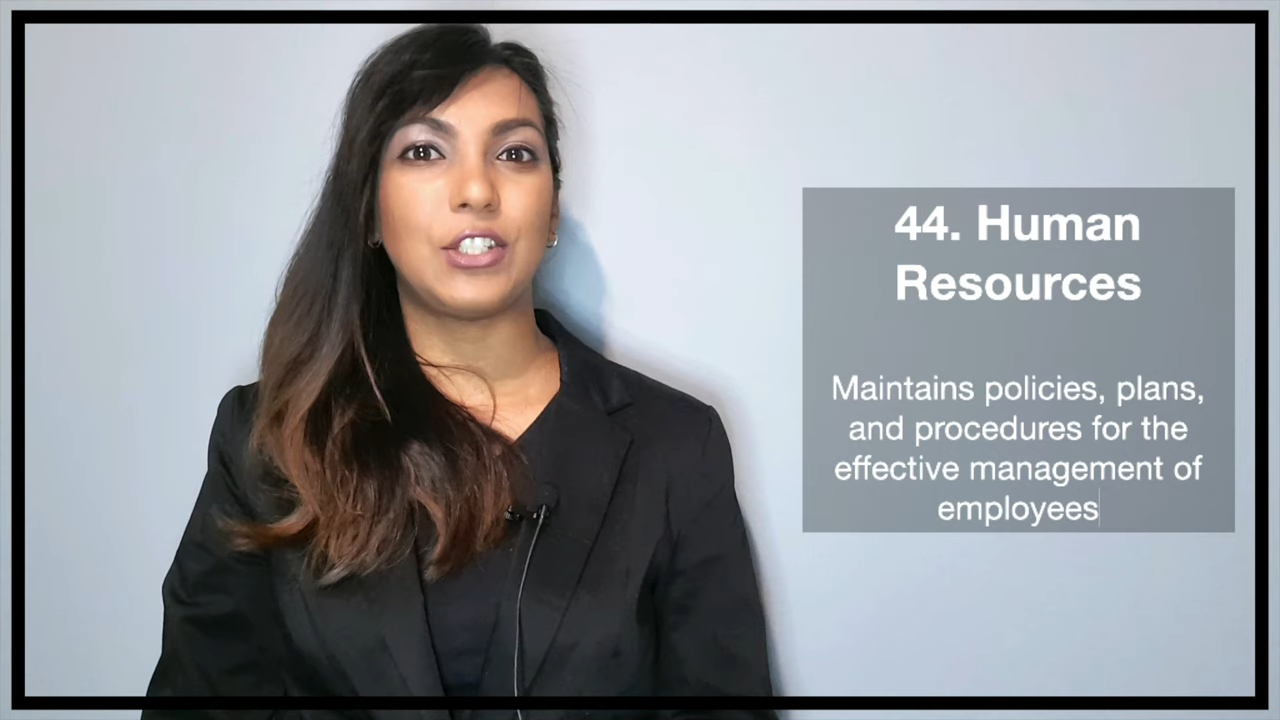 44. Human
Resources
Maintains policies, plans,
and procedures for the
effective management of
employees